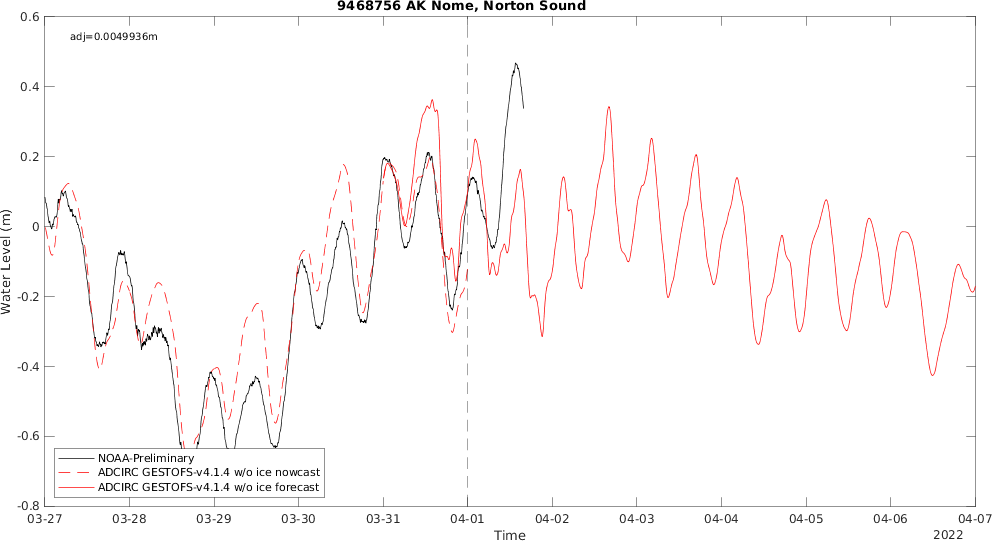 9468756 AK Nome, Norton Sound
adj=0.0049936m
0.6
0.4
0.2
0
-0.2
-0.4
-0.6
-0.8
Water Level (m)
NOAA-Preliminary
ADCIRC GESTOFS-v4.1.4 w/o ice nowcast
ADCIRC GESTOFS-v4.1.4 w/o ice forecast
03-27 03-28 03-29 03-30 03-31 04-01 04-02 04-03 04-04 04-05 04-06 04-07
Time
2022